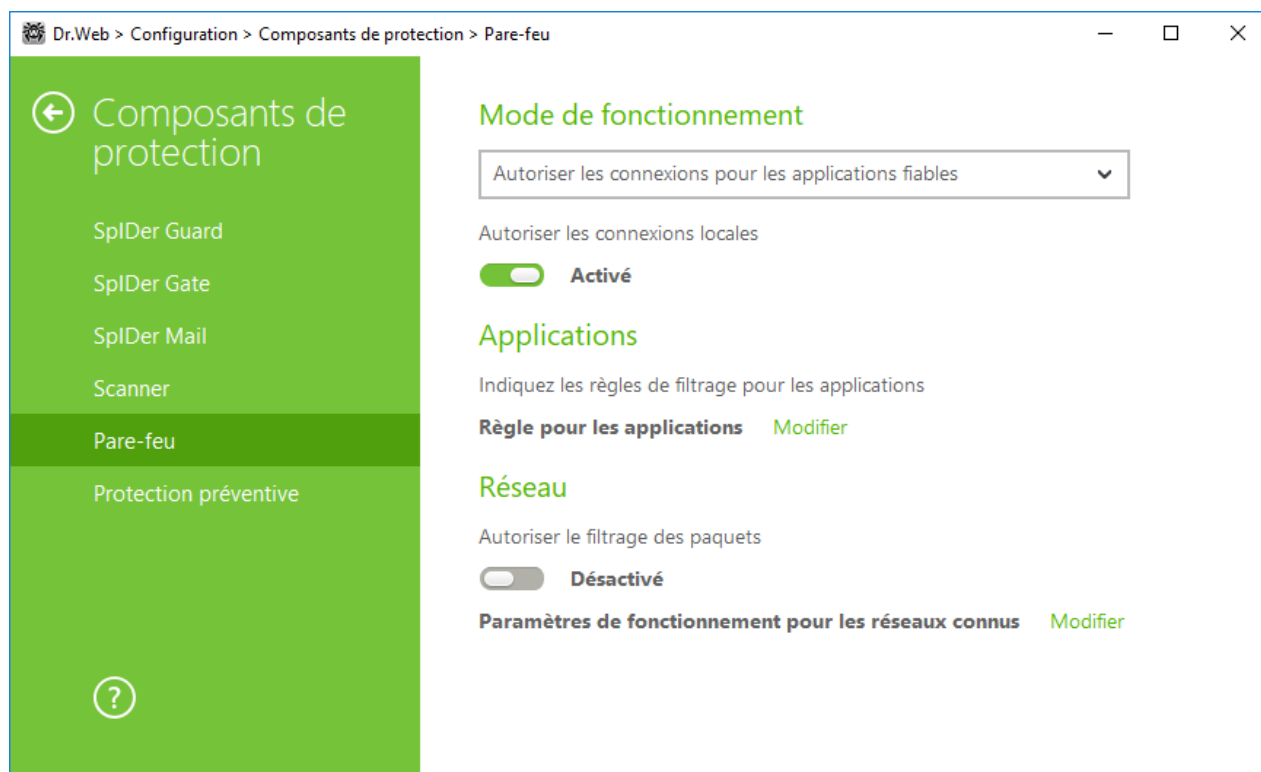 Dr.Web > Configuration > Composants de protection > Pare-feu
Composants de
protection
SpIDer Guard
SpIDer Gate
SpIDer Mail
Scanner
Pare-feu
Protection préventive
?
Mode de fonctionnement
Autoriser les connexions pour les applications fiables
Autoriser les connexions locales
Activé
Applications
Indiquez les règles de filtrage pour les applications
Règle pour les applications Modifier
Réseau
Autoriser le filtrage des paquets
Désactivé
Paramètres de fonctionnement pour les réseaux connus Modifier